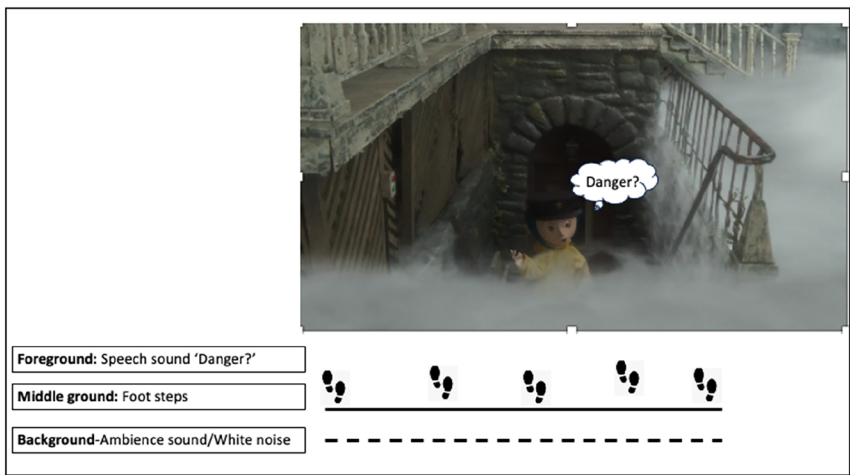 Danger?
Foreground: Speech sound ‘Danger?’
Middle ground: Foot steps
Background-Ambience sound/White noise